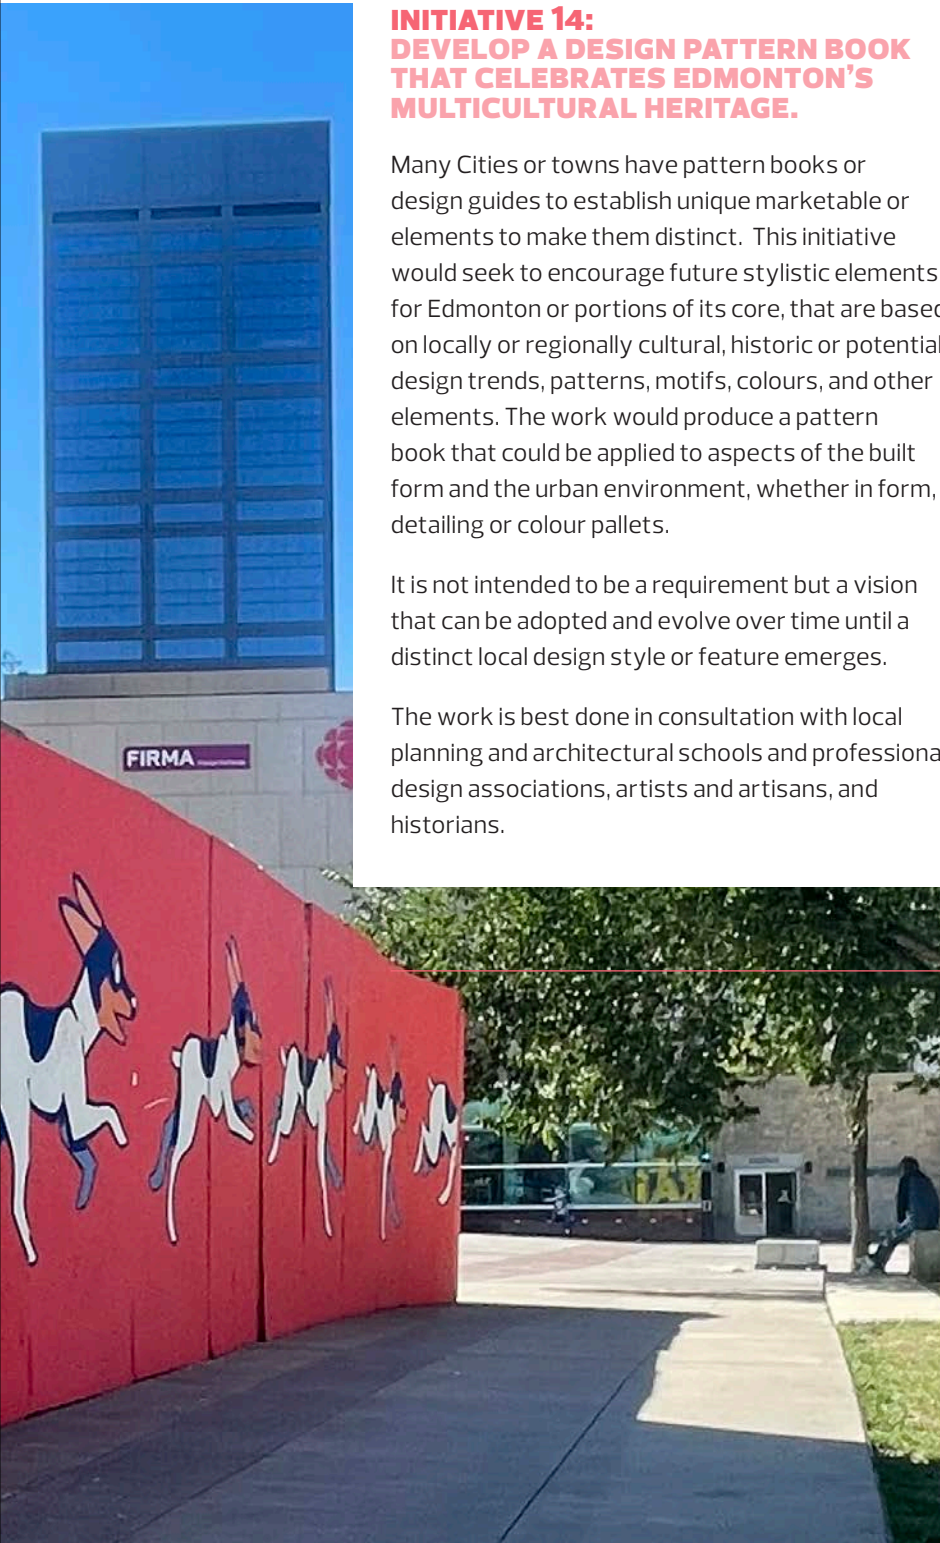 INITIATIVE 14:
DEVELOP A DESIGN PATTERN BOOK
THAT CELEBRATES EDMONTON'S
MULTICULTURAL HERITAGE.
Many Cities or towns have pattern books or
design guides to establish unique marketable or
elements to make them distinct.  This initiative
would seek to encourage future stylistic elements
for Edmonton or portions of its core, that are based
on locally or regionally cultural, historic or potential
design trends, patterns, motifs, colours, and other
elements. The work would produce a pattern
book that could be applied to aspects of the built
form and the urban environment, whether in form,
detailing or colour pallets.
It is not intended to be a requirement but a vision
that can be adopted and evolve over time until a
distinct local design style or feature emerges.
The work is best done in consultation with local
planning and architectural schools and professiona
design associations, artists and artisans, and
historians.
FIRMA